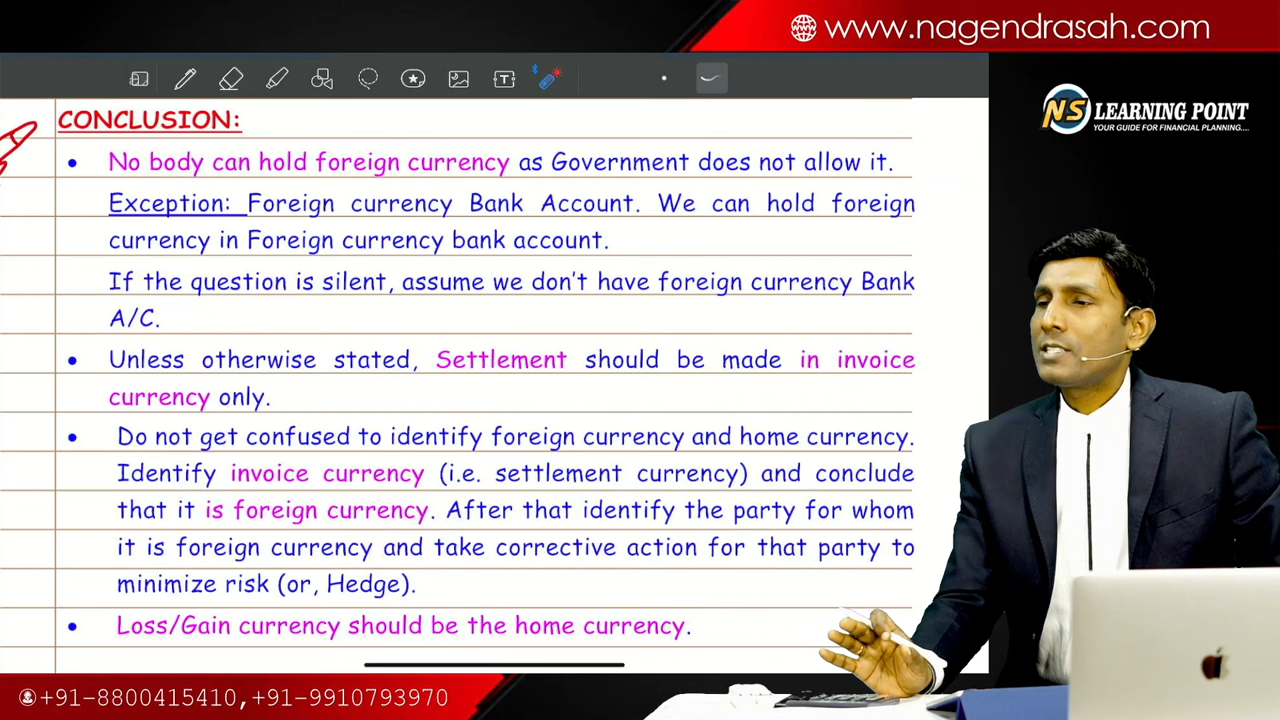 www.nagendrasah.com
NS LEARNING POINT
YOUR GUIDE FOR FINANCIAL PLANNING....
CONCLUSION:
• No body can hold foreign currency as Government does not allow it.
Exception: Foreign currency Bank Account. We can hold foreign
currency in Foreign currency bank account.
If the question is silent, assume we don't have foreign currency Bank
A/C.
• Unless otherwise stated, Settlement should be made in invoice
currency only.
• Do not get confused to identify foreign currency and home currency.
Identify invoice currency (i.e. settlement currency) and conclude
that it is foreign currency. After that identify the party for whom
it is foreign currency and take corrective action for that party to
minimize risk (or, Hedge).
• Loss/Gain currency should be the home currency.
+91-8800415410,+91-9910793970